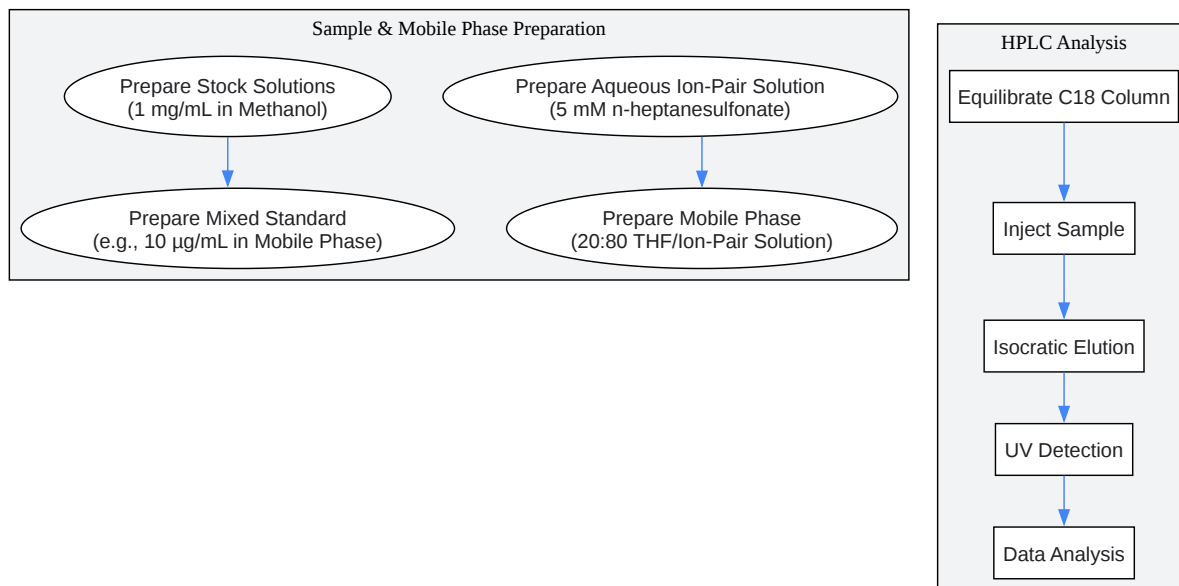 Sample & Mobile Phase Preparation
Prepare Stock Solutions
(1 mg/mL in Methanol)
Prepare Aqueous Ion-Pair Solution
(5 mM n-heptanesulfonate)
Prepare Mixed Standard
(e.g., 10 µg/mL in Mobile Phase)
Prepare Mobile Phase
(20:80 THF/Ion-Pair Solution)
HPLC Analysis
Equilibrate C18 Column
Inject Sample
Isocratic Elution
UV Detection
Data Analysis